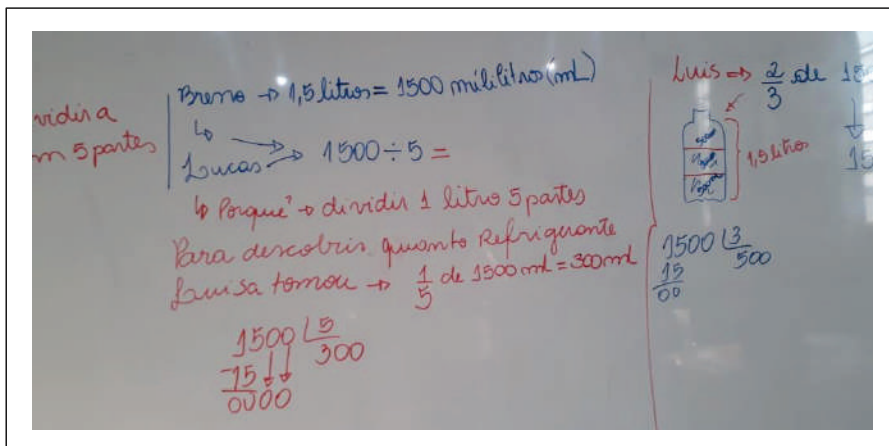 vidir a
m 5 partes
Breno → 1,5 litros = 1500 mililitros (mL)
↳
Lucas → 1500 ÷ 5 =
↳ Porque → dividir 1 litro 5 partes
Para descobrir quanto Refrigerante
Luisa tomou → 1/5 de 1500 ml = 300 ml
1500 | 5
-15 300
0000
Luis → 2/3 de 15
15
1,5 litros
1500 | 3
15 500
00